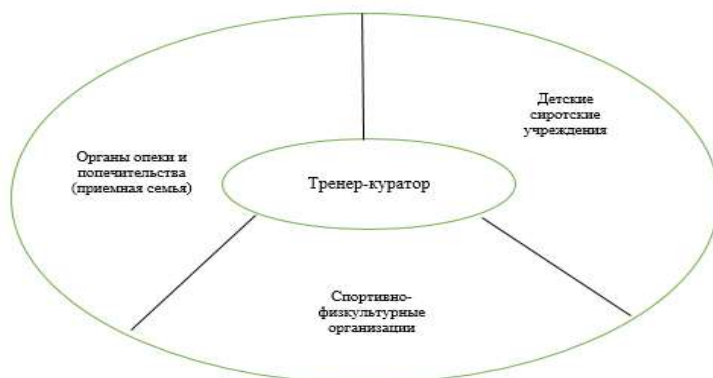 Детские
сиротские
учреждения
Органы опеки и
попечительства
(приемная семья)
Тренер-куратор
Спортивно-
физкультурные
организации